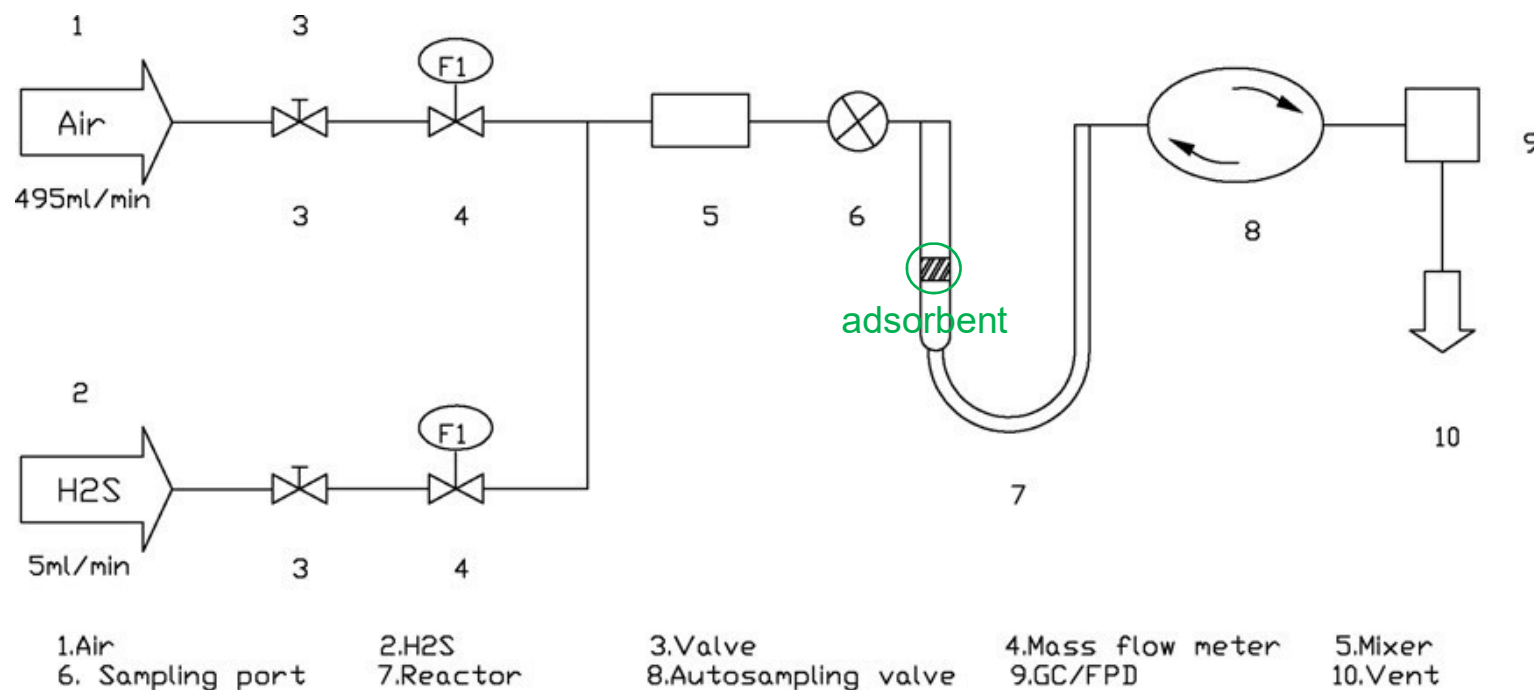 1
3
F1
Air
495ml/min
3
4
5
6
8
9
adsorbent
2
F1
H2S
5ml/min
3
4
7
10
1.Air 2.H2S 3.Valve 4.Mass flow meter 5.Mixer
6. Sampling port 7.Reactor 8.Autosampling valve 9.GC/FPD 10.Vent